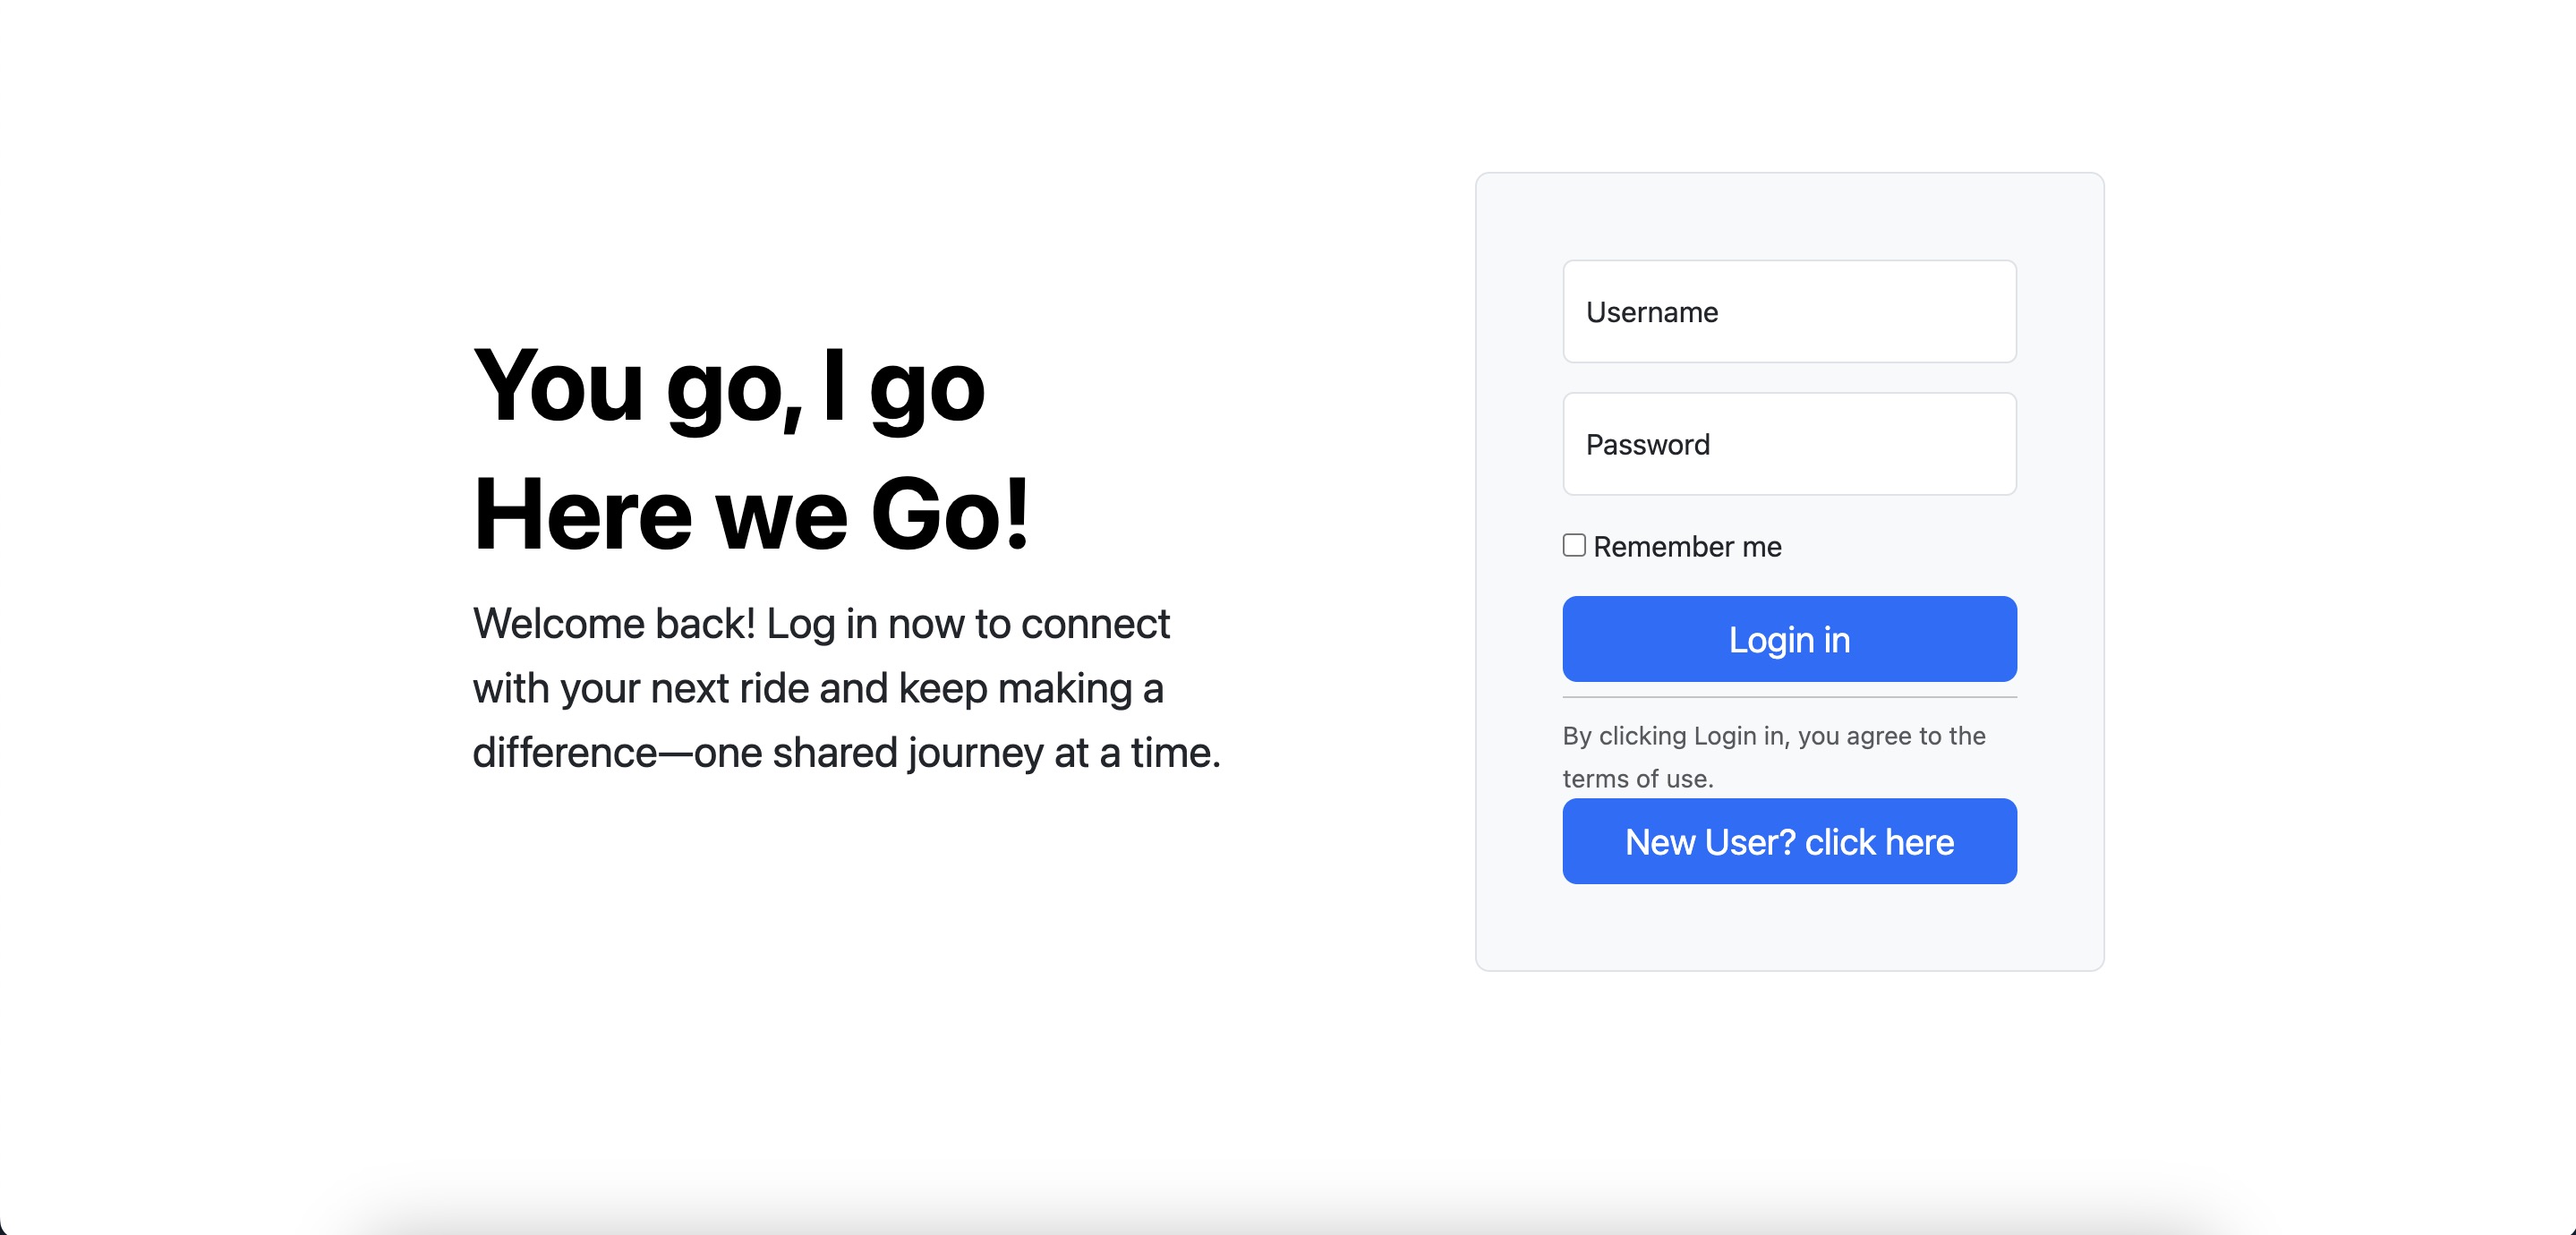 You go, I go
Here we Go!
Welcome back! Log in now to connect
with your next ride and keep making a
difference—one shared journey at a time.
Username
Password
Remember me
Login in
By clicking Login in, you agree to the
terms of use.
New User? click here